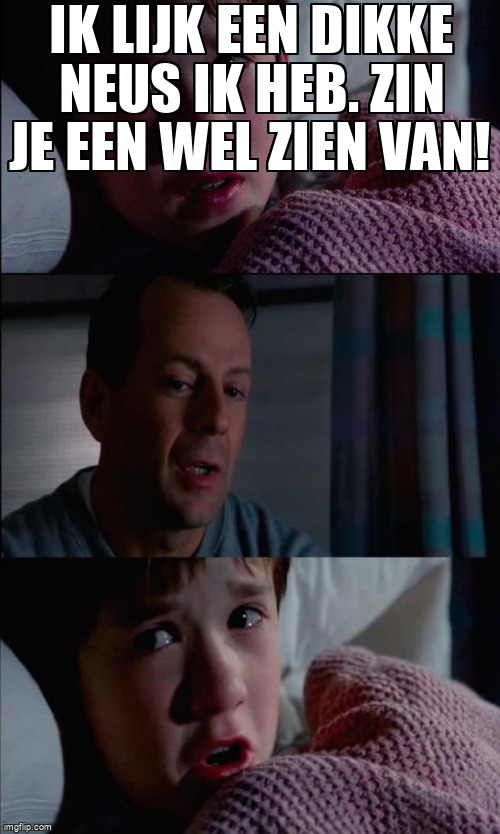 IK LIJK EEN DIKKE
NEUS IK HEB. ZIN
JE EEN WEL ZIEN VAN!
imgflip.com